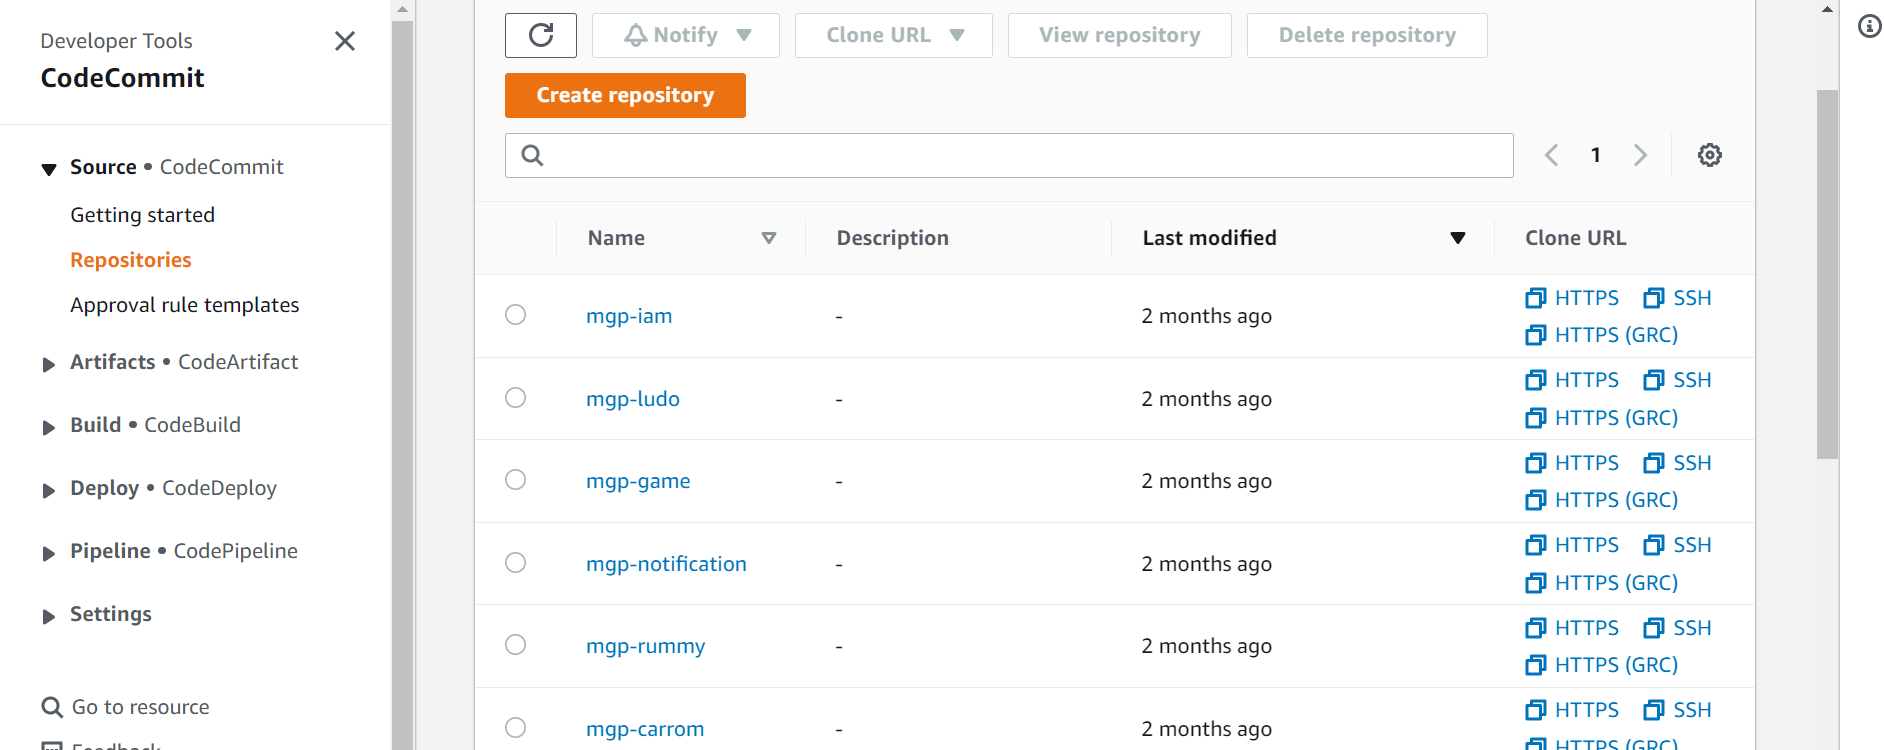 Developer Tools
CodeCommit
Source • CodeCommit
Getting started
Repositories
Approval rule templates
Artifacts • CodeArtifact
Build • CodeBuild
Deploy • CodeDeploy
Pipeline • CodePipeline
Settings
Go to resource
Feedback
Notify
Clone URL
View repository
Delete repository
Create repository
1
Name Description Last modified Clone URL
mgp-iam - 2 months ago HTTPS SSH
HTTPS (GRC)
mgp-ludo - 2 months ago HTTPS SSH
HTTPS (GRC)
mgp-game - 2 months ago HTTPS SSH
HTTPS (GRC)
mgp-notification - 2 months ago HTTPS SSH
HTTPS (GRC)
mgp-rummy - 2 months ago HTTPS SSH
HTTPS (GRC)
mgp-carrom - 2 months ago HTTPS SSH
HTTPS (GRC)